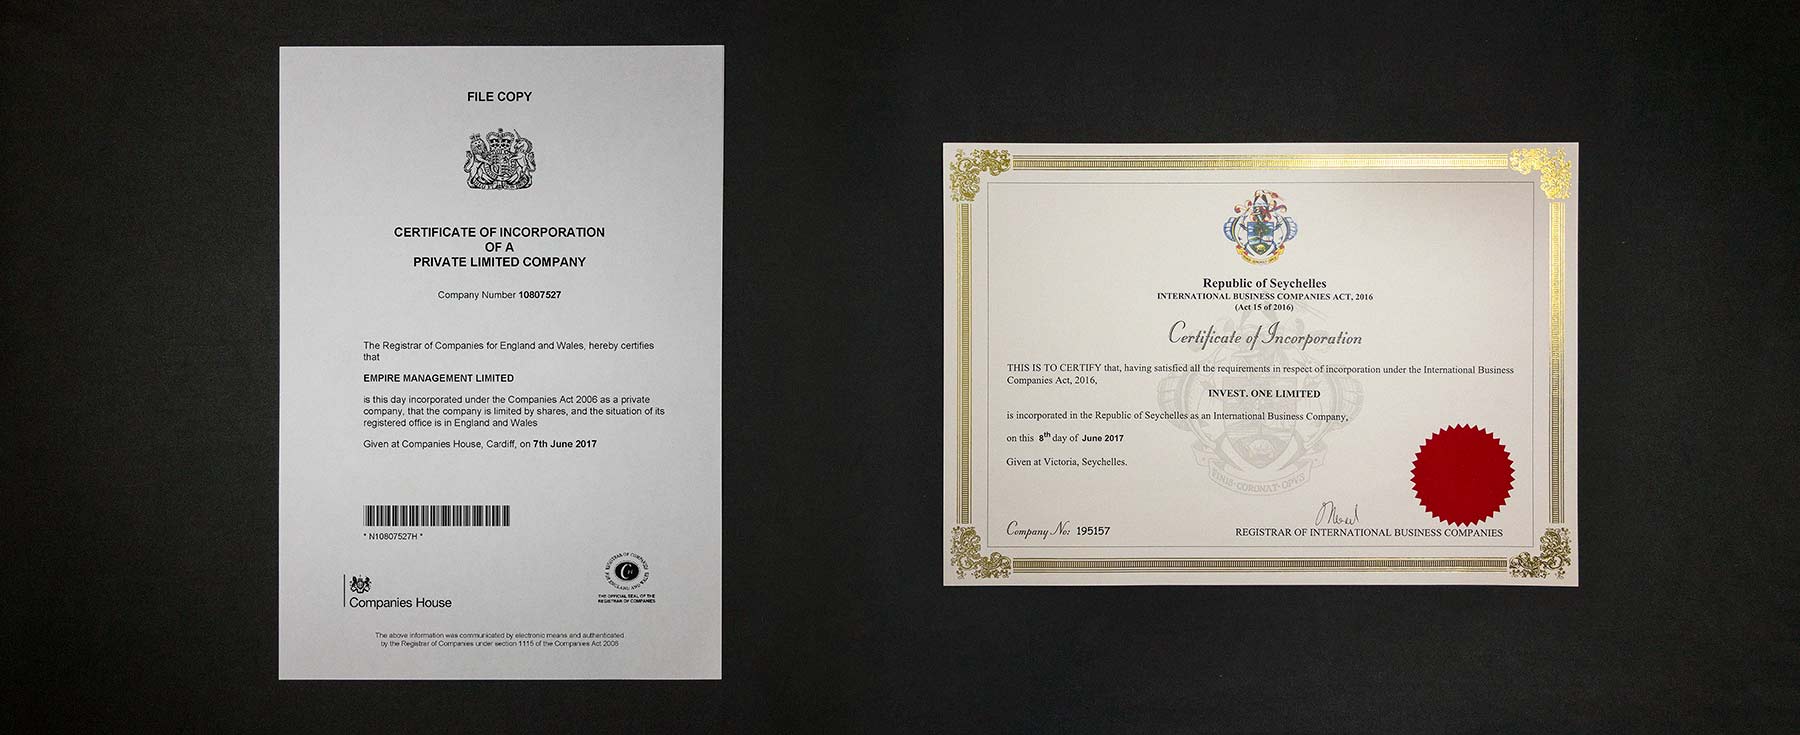 FILE COPY
CERTIFICATE OF INCORPORATION
OF A
PRIVATE LIMITED COMPANY
Company Number 10807527
The Registrar of Companies for England and Wales, hereby certifies
that
EMPIRE MANAGEMENT LIMITED
is this day incorporated under the Companies Act 2006 as a private
company, that the company is limited by shares, and the situation of its
registered office is in England and Wales
Given at Companies House, Cardiff, on 7th June 2017
* N10807527H *
Companies House
REGISTRAR OF COMPANIES
FOR ENGLAND AND WALES
THE OFFICIAL SEAL OF THE
REGISTRAR OF COMPANIES
The above information was communicated by electronic means and authenticated
by the Registrar of Companies under section 1115 of the Companies Act 2006
Republic of Seychelles
INTERNATIONAL BUSINESS COMPANIES ACT, 2016
(Act 15 of 2016)
Certificate of Incorporation
THIS IS TO CERTIFY that, having satisfied all the requirements in respect of incorporation under the International Business
Companies Act, 2016,
INVEST. ONE LIMITED
is incorporated in the Republic of Seychelles as an International Business Company,
on this 8th day of June 2017
Given at Victoria, Seychelles.
FINIS CORONAT OPVS
Company No: 195157
REGISTRAR OF INTERNATIONAL BUSINESS COMPANIES